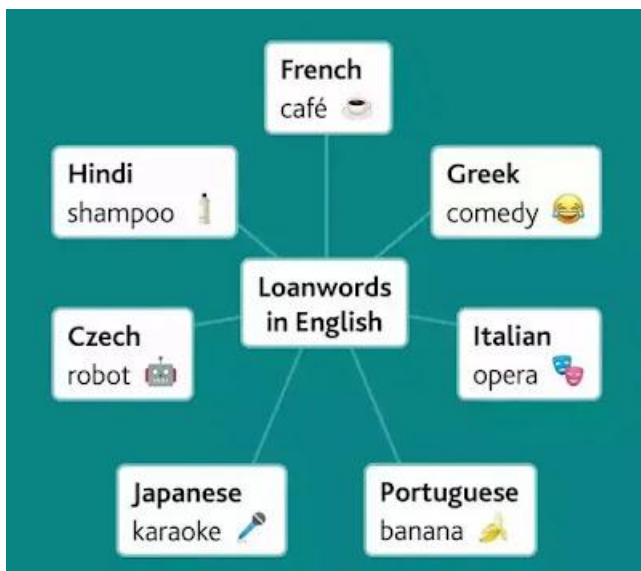 French
café
Hindi
shampoo
Greek
comedy
Loanwords
in English
Czech
robot
Italian
opera
Japanese
karaoke
Portuguese
banana